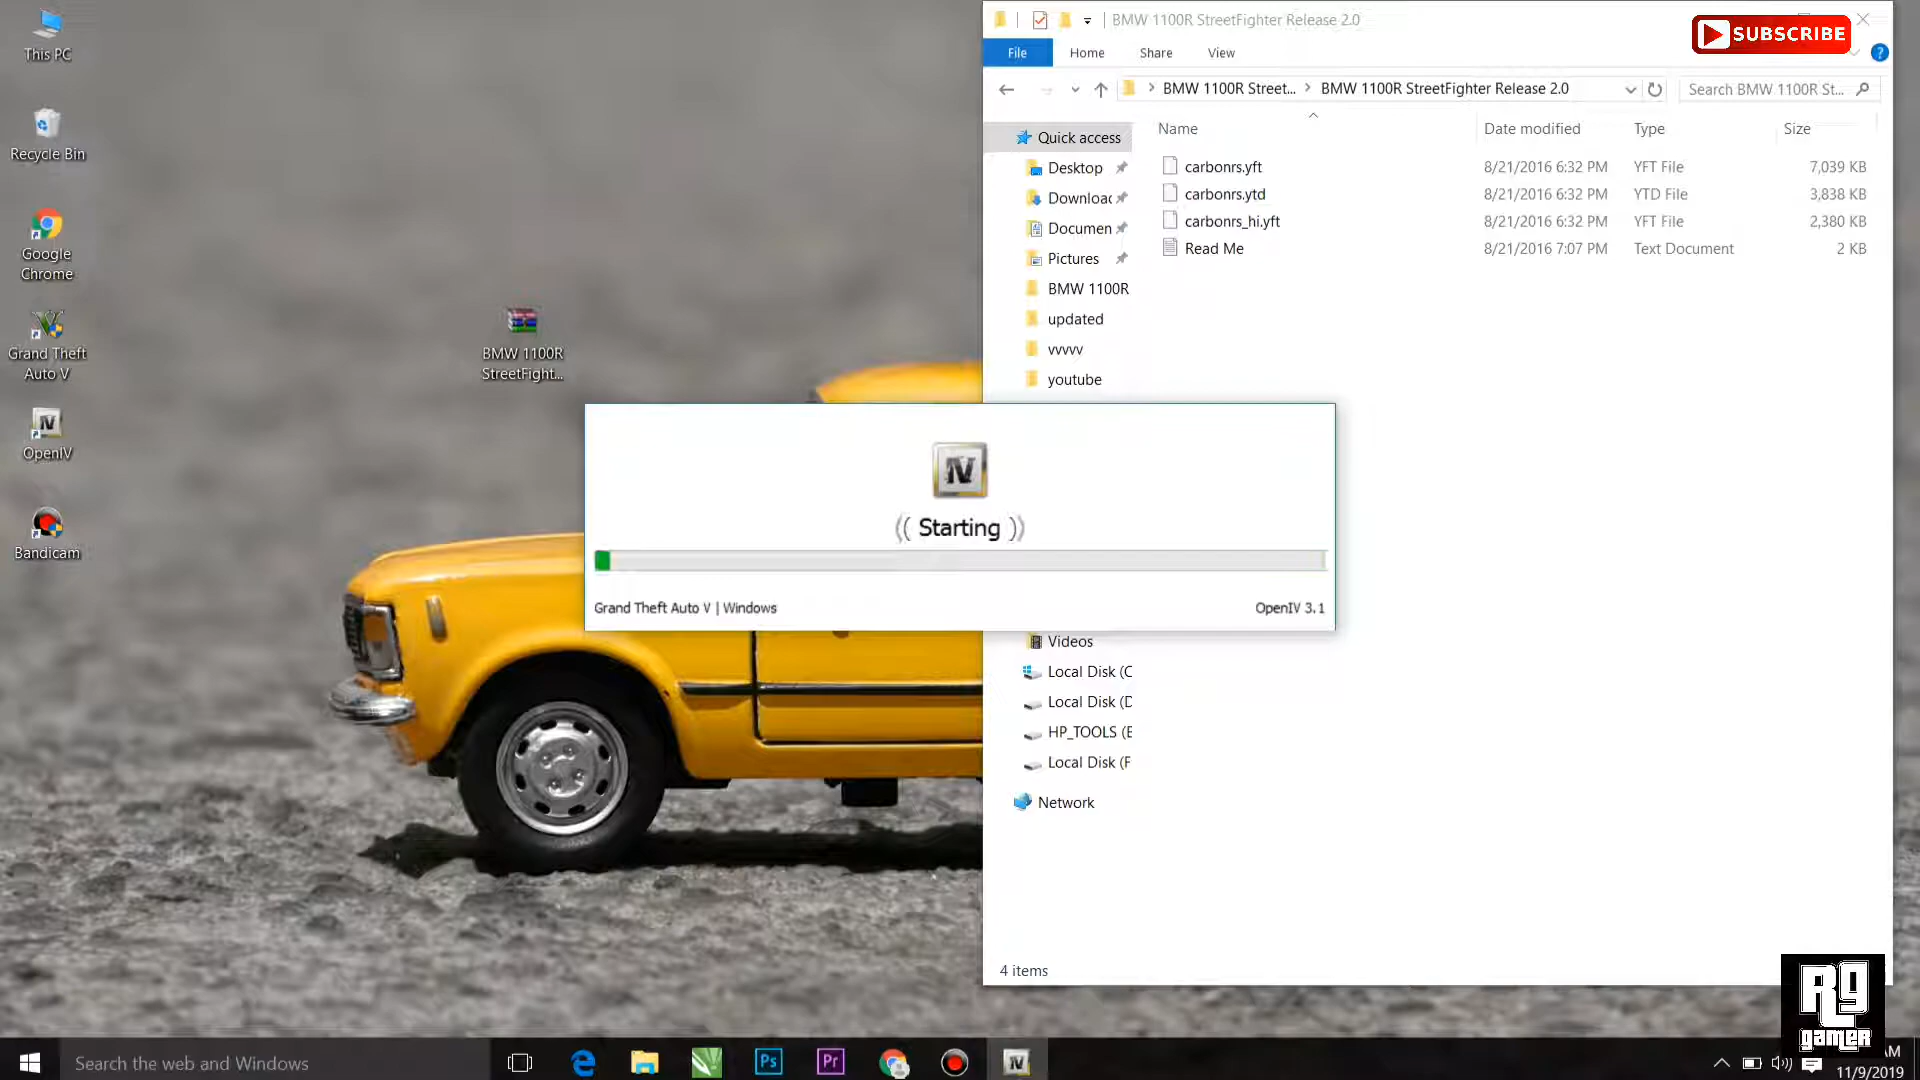 This PC
Recycle Bin
Google
Chrome
Grand Theft
Auto V
OpenIV
Bandicam
BMW 1100R
StreetFight...
BMW 1100R StreetFighter Release 2.0
SUBSCRIBE
File
Home
Share
View
?
BMW 1100R Street...
BMW 1100R StreetFighter Release 2.0
Search BMW 1100R St...
Name
Date modified
Type
Size
Quick access
Desktop
Downloac
Documen
Pictures
BMW 1100R
updated
vvvvv
youtube
carbonrs.yft 8/21/2016 6:32 PM YFT File 7,039 KB
carbonrs.ytd 8/21/2016 6:32 PM YTD File 3,838 KB
carbonrs_hi.yft 8/21/2016 6:32 PM YFT File 2,380 KB
Read Me 8/21/2016 7:07 PM Text Document 2 KB
IV
(( Starting ))
Grand Theft Auto V | Windows
OpenIV 3.1
Videos
Local Disk (C
Local Disk (D
HP_TOOLS (E
Local Disk (F
Network
4 items
RG
gamer
Search the web and Windows
Ps
Pr
IV
AM
11/9/2019